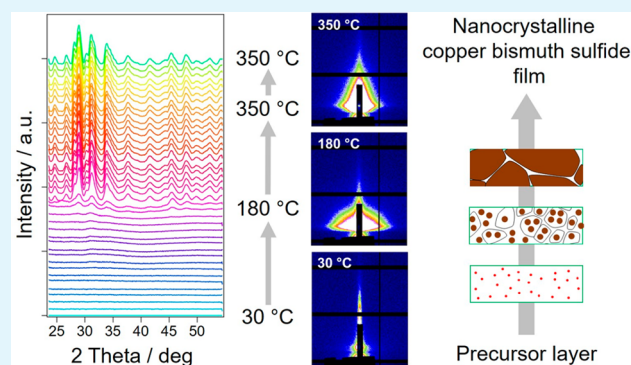 Intensity / a.u.
25 30 35 40 45 50
2 Theta / deg
350 °C
350 °C
180 °C
30 °C
350 °C
180 °C
30 °C
Nanocrystalline
copper bismuth sulfide
film
Precursor layer